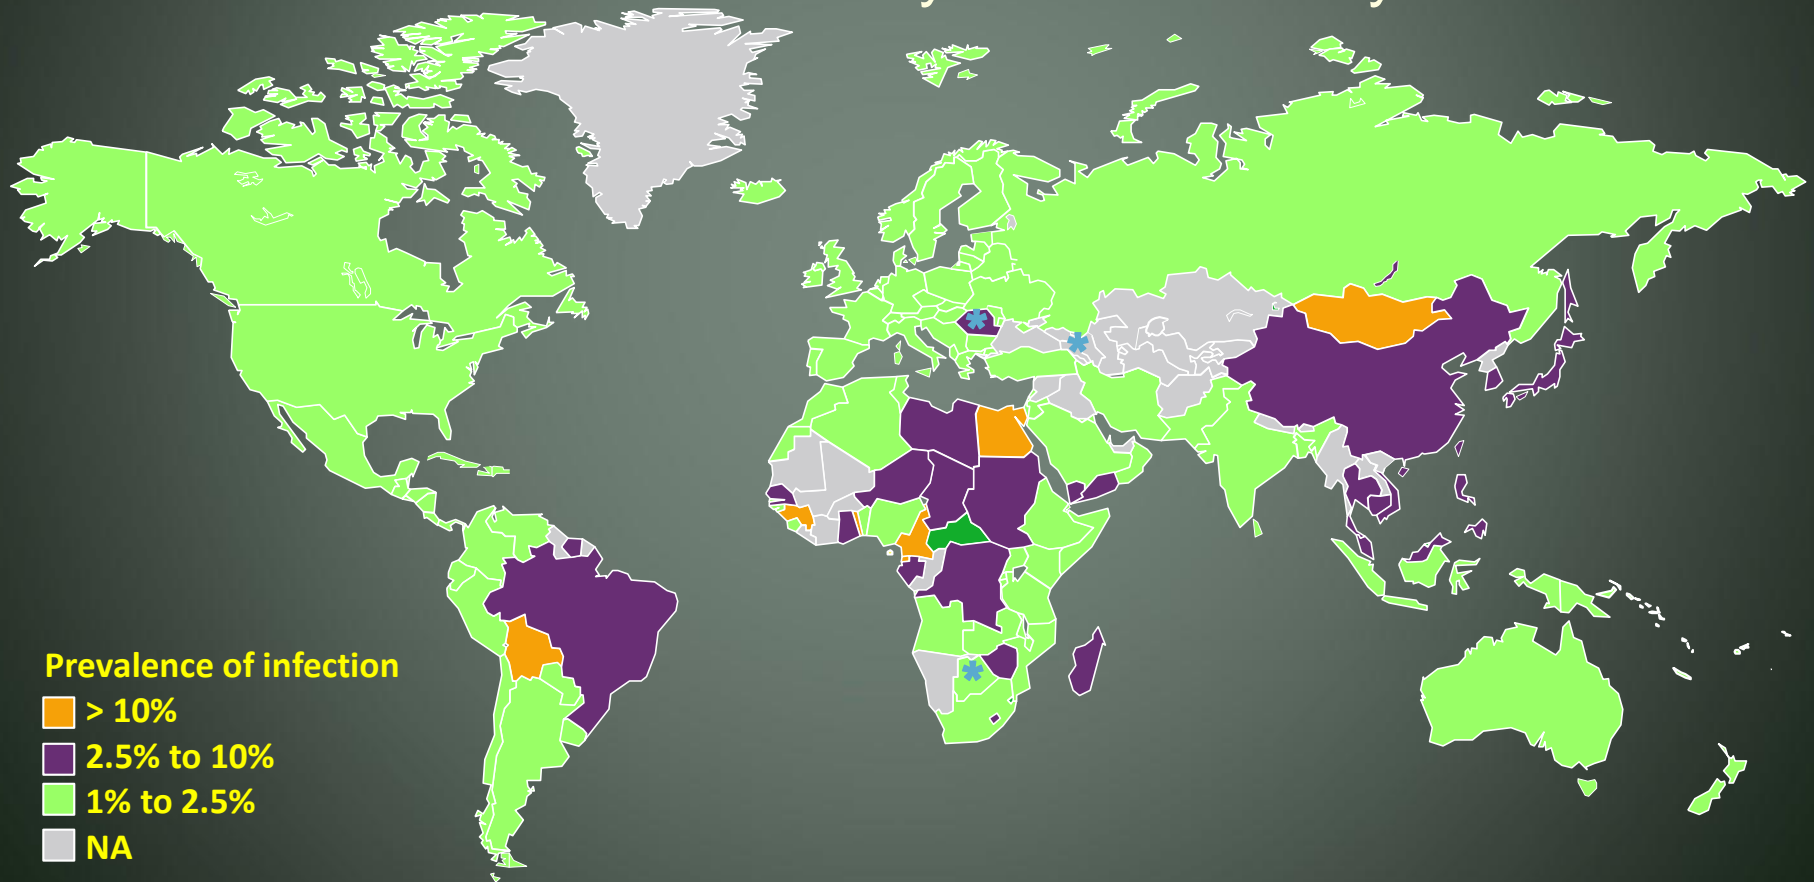 Prevalence of infection
> 10%
2.5% to 10%
1% to 2.5%
NA